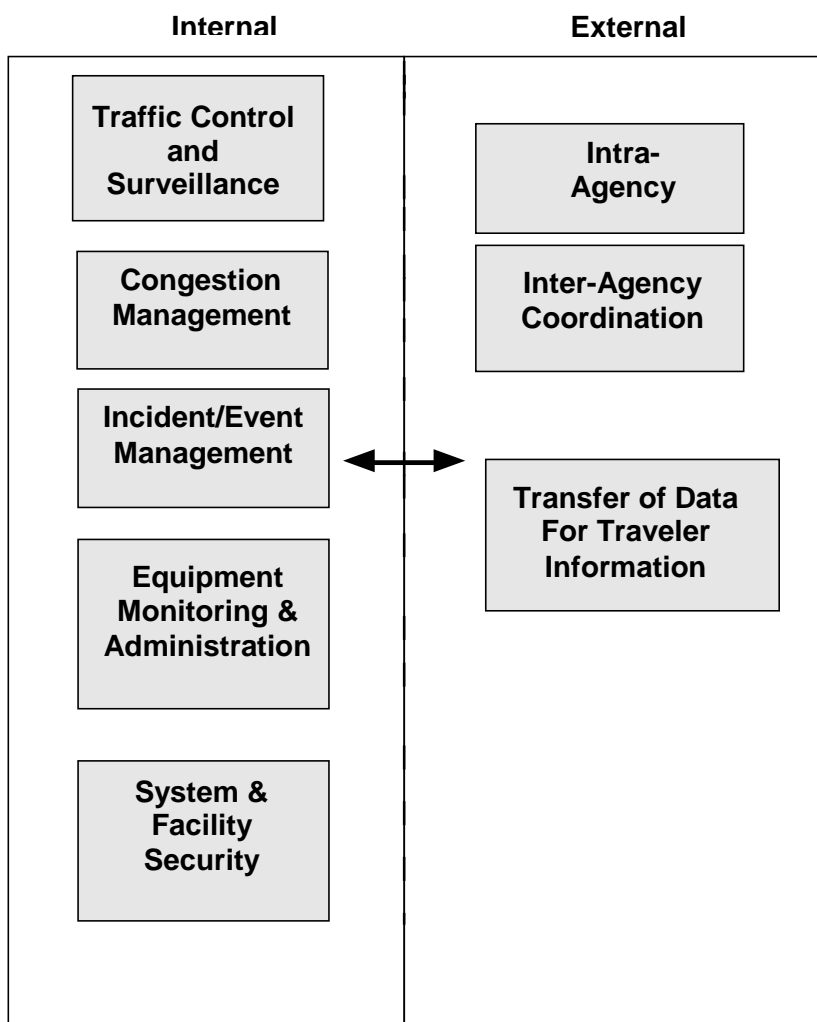 Internal
External
Traffic Control
and
Surveillance
Congestion
Management
Incident/Event
Management
Equipment
Monitoring &
Administration
System &
Facility
Security
Intra-
Agency
Inter-Agency
Coordination
Transfer of Data
For Traveler
Information